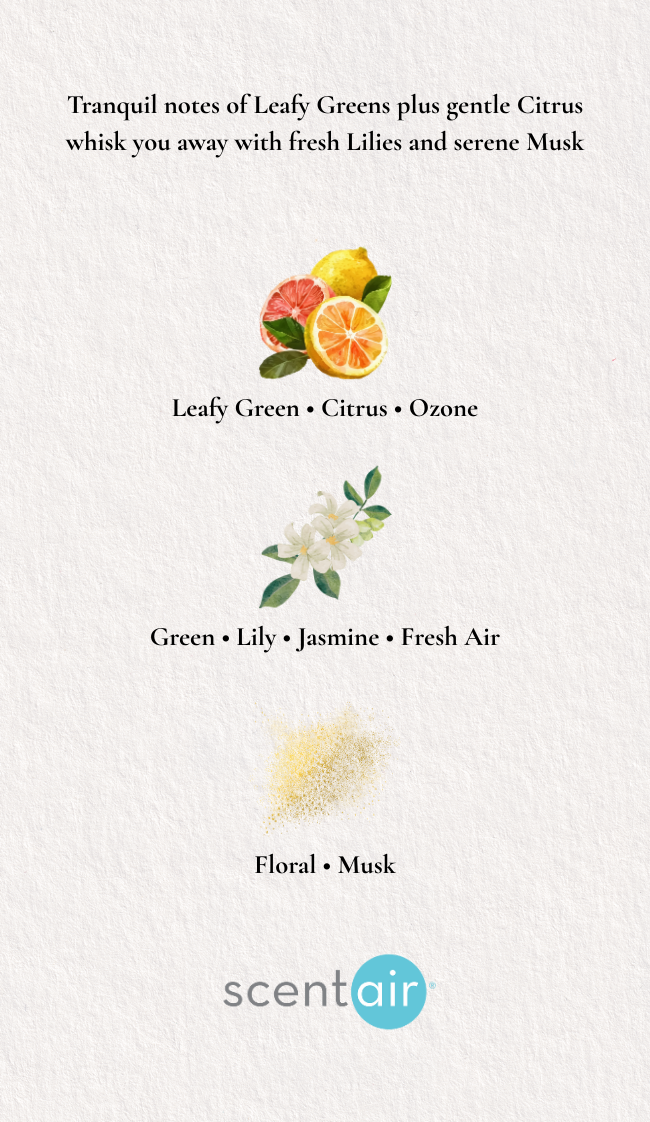 Tranquil notes of Leafy Greens plus gentle Citrus
whisk you away with fresh Lilies and serene Musk
Leafy Green • Citrus • Ozone
Green • Lily • Jasmine • Fresh Air
Floral • Musk
scentair®